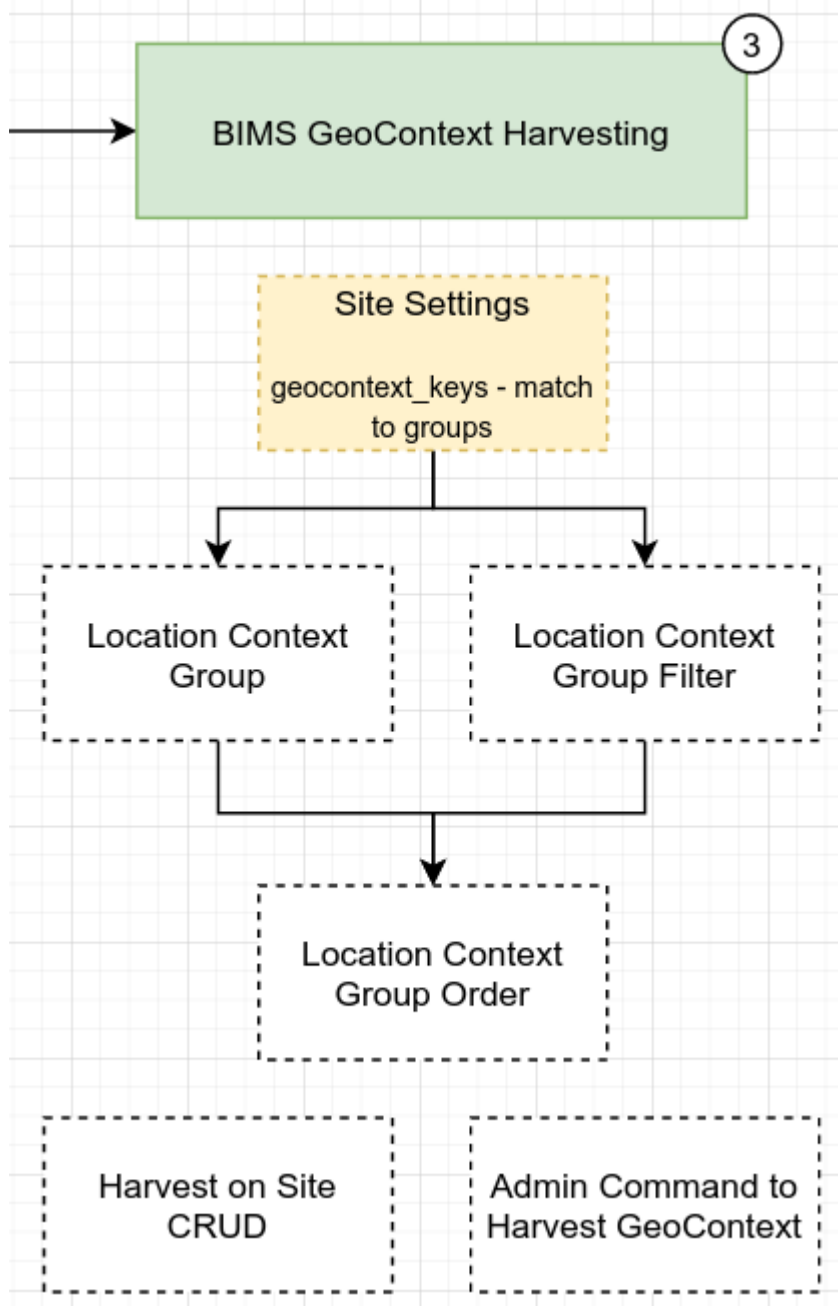 3
BIMS GeoContext Harvesting
Site Settings
geocontext_keys - match
to groups
Location Context
Group
Location Context
Group Filter
Location Context
Group Order
Harvest on Site
CRUD
Admin Command to
Harvest GeoContext